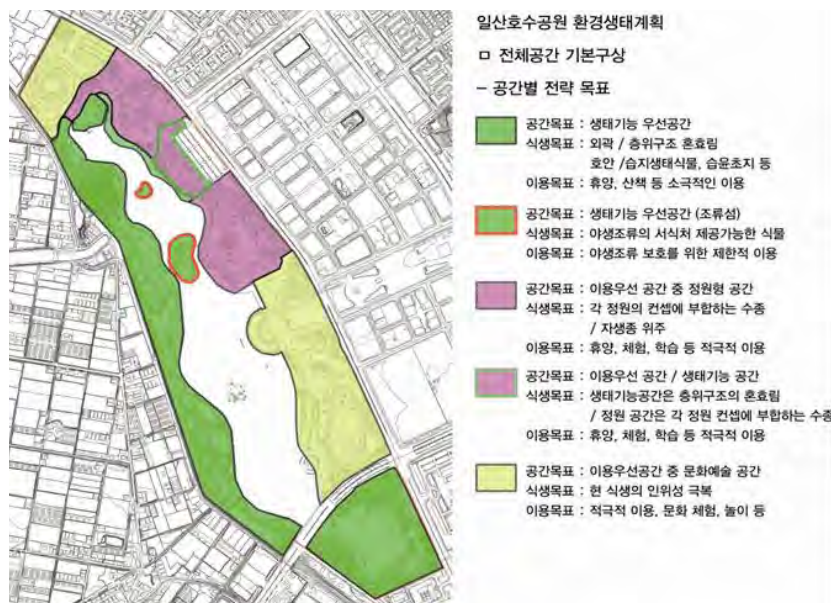 일산호수공원 환경생태계획
ㅁ 전체공간 기본구상
– 공간별 전략 목표
공간목표 : 생태기능 우선공간
식생목표 : 외곽 / 층위구조 혼효림
호안 /습지생태식물, 습윤초지 등
이용목표 : 휴양, 산책 등 소극적인 이용
공간목표 : 생태기능 우선공간 (조류섬)
식생목표 : 야생조류의 서식처 제공가능한 식물
이용목표 : 야생조류 보호를 위한 제한적 이용
공간목표 : 이용우선 공간 중 정원형 공간
식생목표 : 각 정원의 컨셉에 부합하는 수종
/ 자생종 위주
이용목표 : 휴양, 체험, 학습 등 적극적 이용
공간목표 : 이용우선 공간 / 생태기능 공간
식생목표 : 생태기능공간은 층위구조의 혼효림
/ 정원 공간은 각 정원 컨셉에 부합하는 수종
이용목표 : 휴양, 체험, 학습 등 적극적 이용
공간목표 : 이용우선공간 중 문화예술 공간
식생목표 : 현 식생의 인위성 극복
이용목표 : 적극적 이용, 문화 체험, 놀이 등